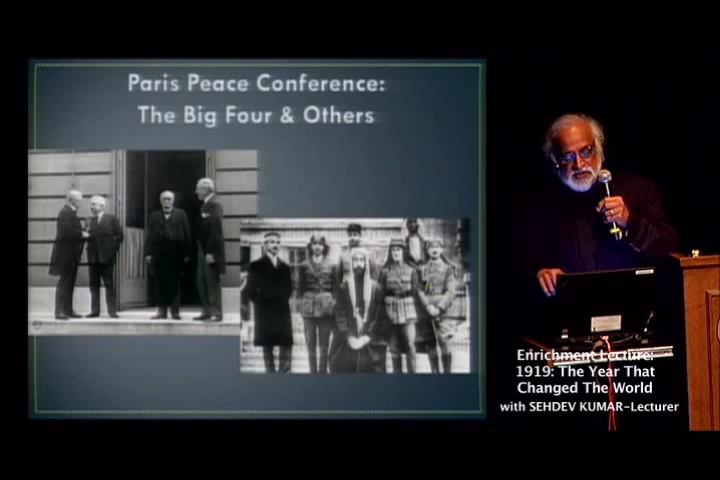 Paris Peace Conference:
The Big Four & Others
Enrichment Lecture:
1919: The Year That
Changed The World
with SEHDEV KUMAR-Lecturer